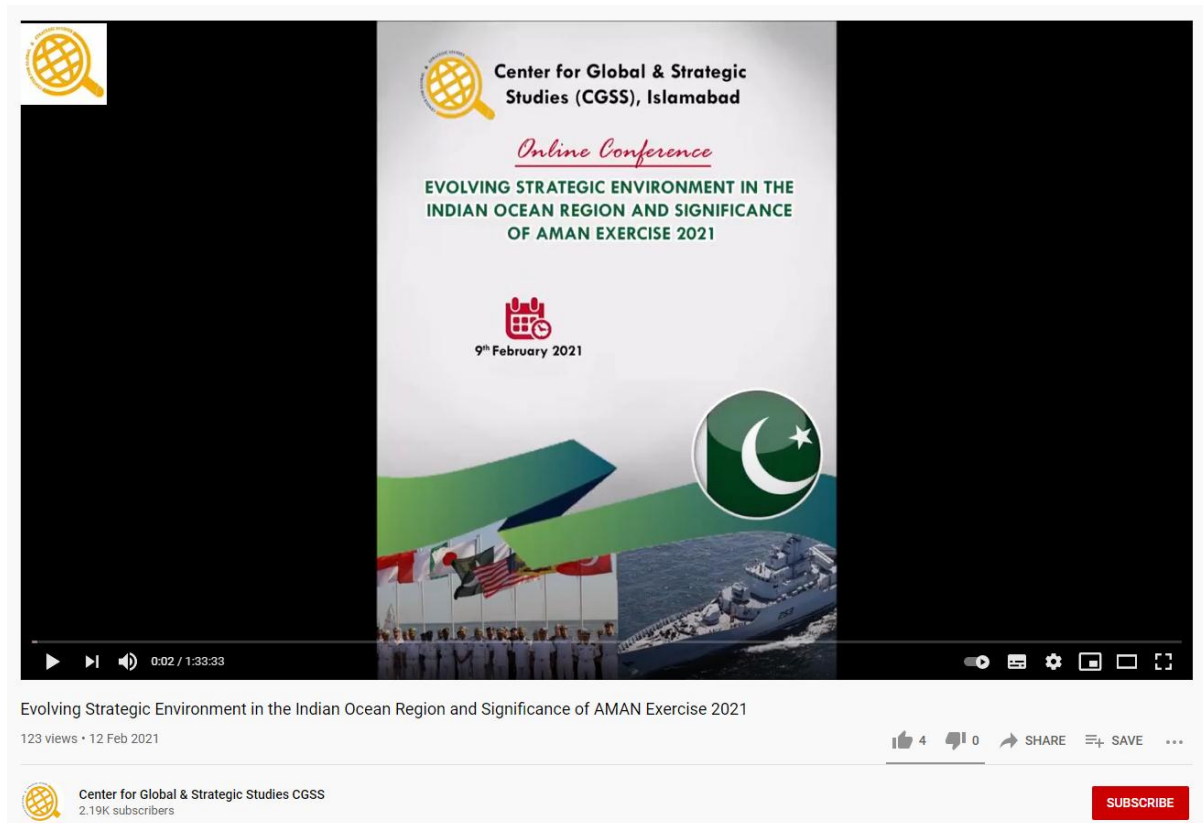 Center for Global & Strategic
Studies (CGSS), Islamabad
Online Conference
EVOLVING STRATEGIC ENVIRONMENT IN THE
INDIAN OCEAN REGION AND SIGNIFICANCE
OF AMAN EXERCISE 2021
9th February 2021
253
0:02 / 1:33:33
Evolving Strategic Environment in the Indian Ocean Region and Significance of AMAN Exercise 2021
123 views • 12 Feb 2021
4 0 SHARE SAVE
Center for Global & Strategic Studies CGSS
2.19K subscribers
SUBSCRIBE